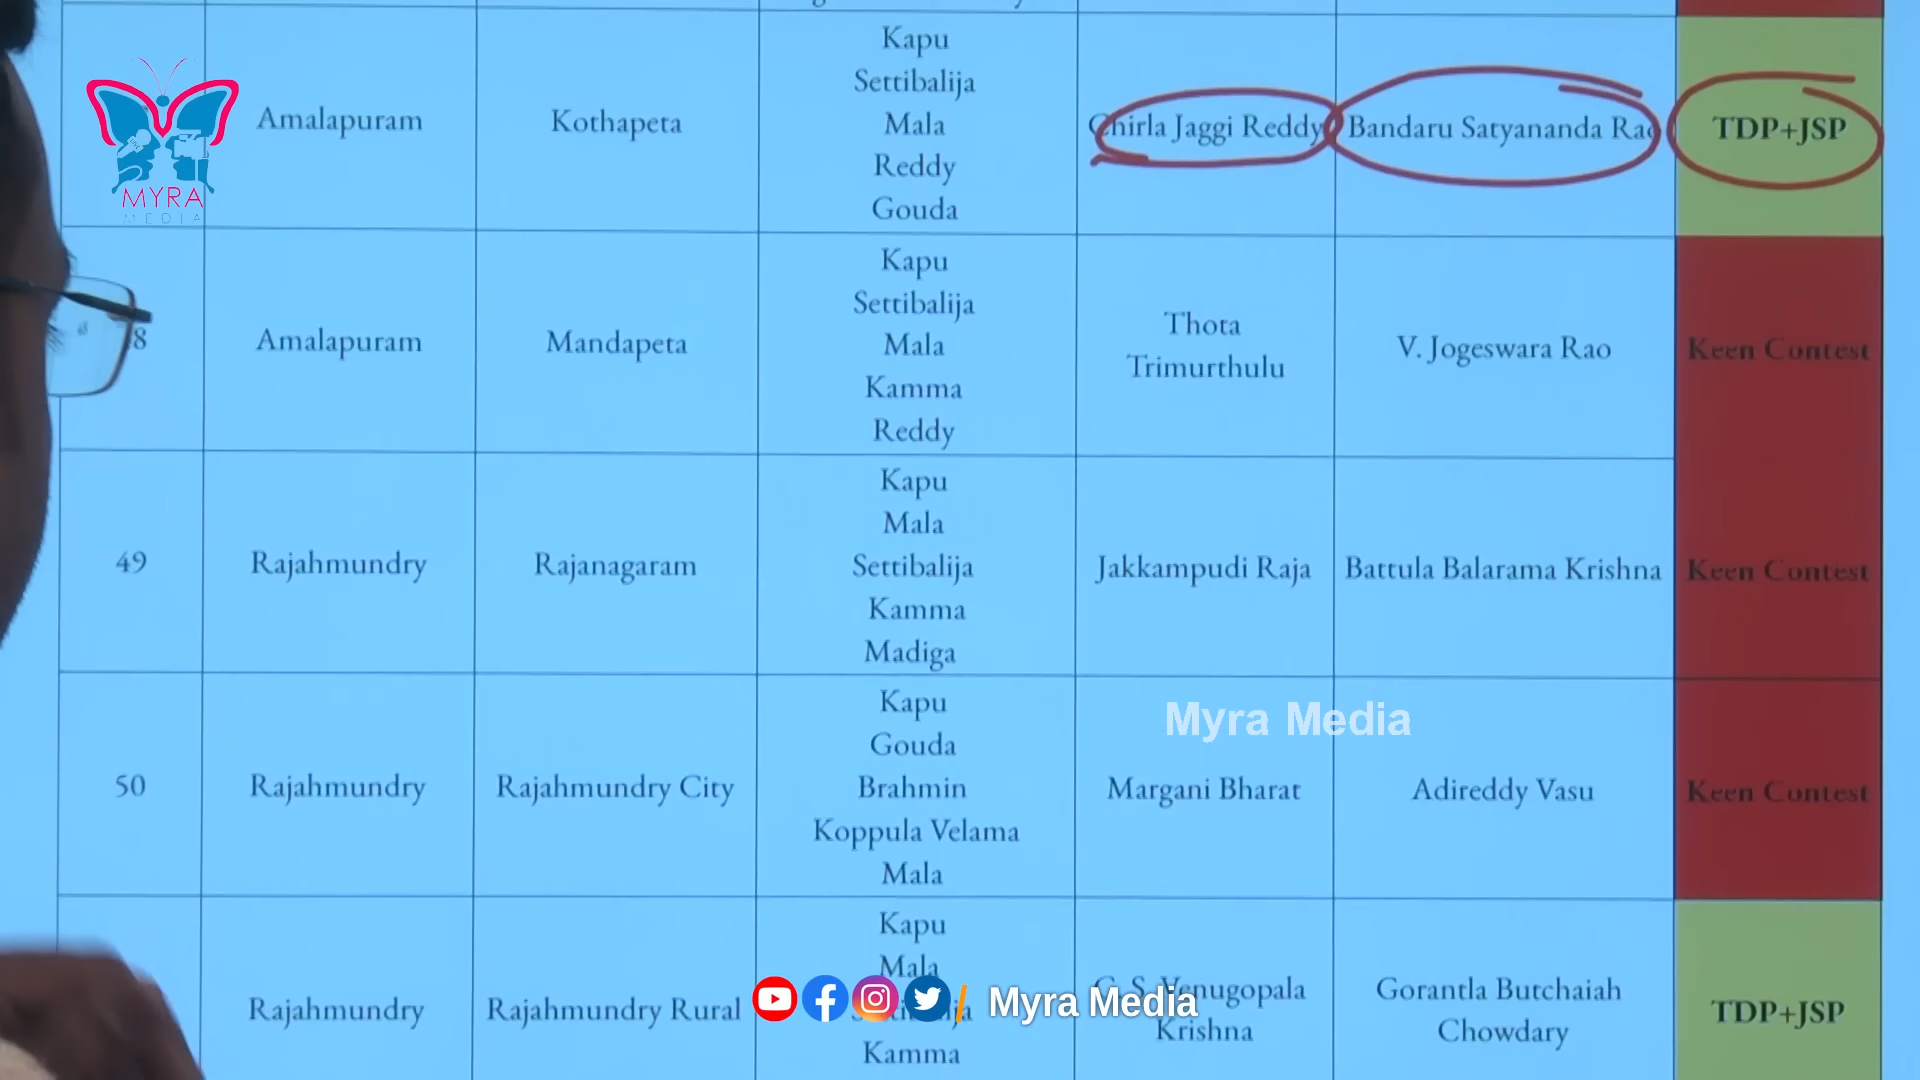 Kapu
Settibalija
Amalapuram Kothapeta Mala Chirla Jaggi Reddy Bandaru Satyananda Rao TDP+JSP
Reddy
Gouda
MYRA
MEDIA
Kapu
Settibalija
8 Amalapuram Mandapeta Mala Thota Trimurthulu V. Jogeswara Rao Keen Contest
Kamma
Reddy
Kapu
Mala
49 Rajahmundry Rajanagaram Settibalija Jakkampudi Raja Battula Balarama Krishna Keen Contest
Kamma
Madiga
Kapu
Myra Media
Gouda
50 Rajahmundry Rajahmundry City Brahmin Margani Bharat Adireddy Vasu Keen Contest
Koppula Velama
Mala
Kapu
Mala
Rajahmundry Rajahmundry Rural Krishna Gorantla Butchaiah Chowdary TDP+JSP
Kamma
/ Myra Media